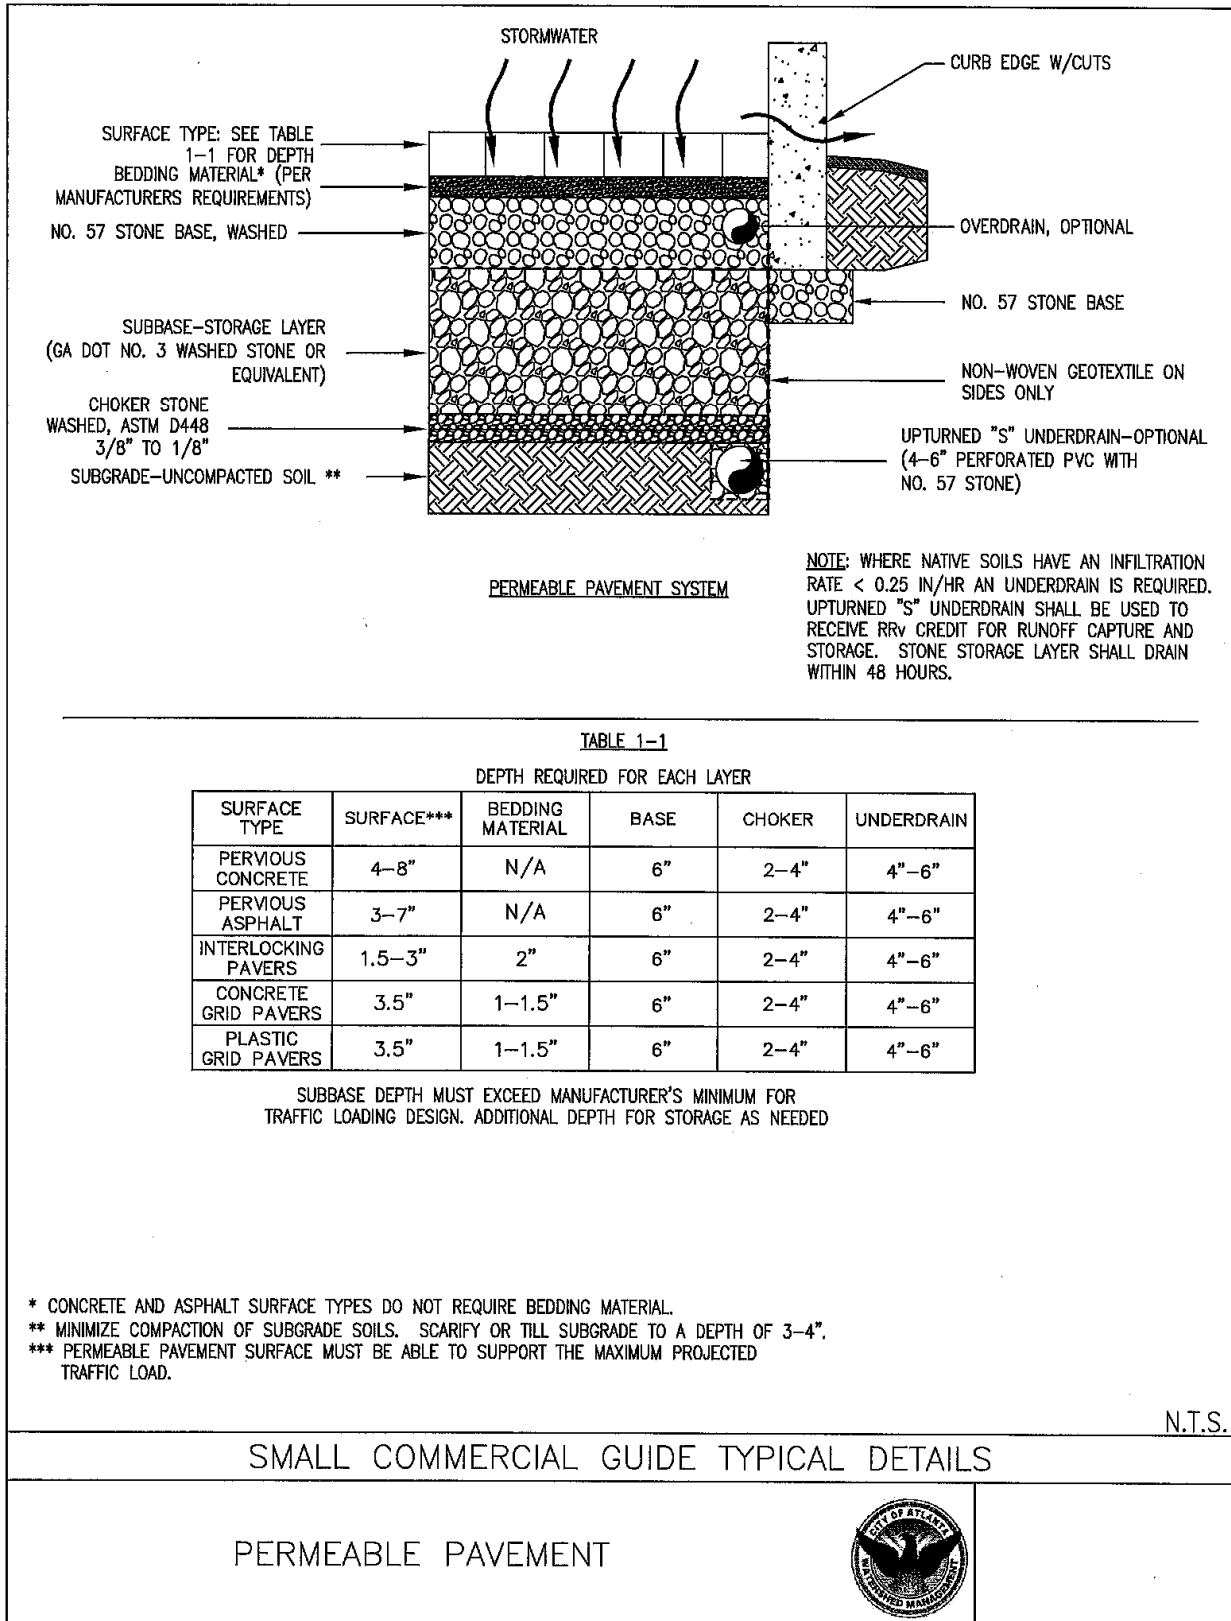 STORMWATER
CURB EDGE W/CUTS
SURFACE TYPE: SEE TABLE
1-1 FOR DEPTH
BEDDING MATERIAL* (PER
MANUFACTURERS REQUIREMENTS)
NO. 57 STONE BASE, WASHED
OVERDRAIN, OPTIONAL
NO. 57 STONE BASE
SUBBASE-STORAGE LAYER
(GA DOT NO. 3 WASHED STONE OR
EQUIVALENT)
NON-WOVEN GEOTEXTILE ON
SIDES ONLY
CHOKER STONE
WASHED, ASTM D448
3/8" TO 1/8"
UPTURNED "S" UNDERDRAIN-OPTIONAL
(4-6" PERFORATED PVC WITH
NO. 57 STONE)
SUBGRADE-UNCOMPACTED SOIL **
PERMEABLE PAVEMENT SYSTEM
NOTE: WHERE NATIVE SOILS HAVE AN INFILTRATION
RATE < 0.25 IN/HR AN UNDERDRAIN IS REQUIRED.
UPTURNED "S" UNDERDRAIN SHALL BE USED TO
RECEIVE RRv CREDIT FOR RUNOFF CAPTURE AND
STORAGE. STONE STORAGE LAYER SHALL DRAIN
WITHIN 48 HOURS.
TABLE 1-1
DEPTH REQUIRED FOR EACH LAYER
SURFACE TYPE SURFACE*** BEDDING MATERIAL BASE CHOKER UNDERDRAIN
PERVIOUS CONCRETE 4-8" N/A 6" 2-4" 4"-6"
PERVIOUS ASPHALT 3-7" N/A 6" 2-4" 4"-6"
INTERLOCKING PAVERS 1.5-3" 2" 6" 2-4" 4"-6"
CONCRETE GRID PAVERS 3.5" 1-1.5" 6" 2-4" 4"-6"
PLASTIC GRID PAVERS 3.5" 1-1.5" 6" 2-4" 4"-6"
SUBBASE DEPTH MUST EXCEED MANUFACTURER'S MINIMUM FOR
TRAFFIC LOADING DESIGN. ADDITIONAL DEPTH FOR STORAGE AS NEEDED
* CONCRETE AND ASPHALT SURFACE TYPES DO NOT REQUIRE BEDDING MATERIAL.
** MINIMIZE COMPACTION OF SUBGRADE SOILS. SCARIFY OR TILL SUBGRADE TO A DEPTH OF 3-4".
*** PERMEABLE PAVEMENT SURFACE MUST BE ABLE TO SUPPORT THE MAXIMUM PROJECTED
TRAFFIC LOAD.
N.T.S.
SMALL COMMERCIAL GUIDE TYPICAL DETAILS
PERMEABLE PAVEMENT
CITY OF ATLANTA
WATERSHED MANAGEMENT